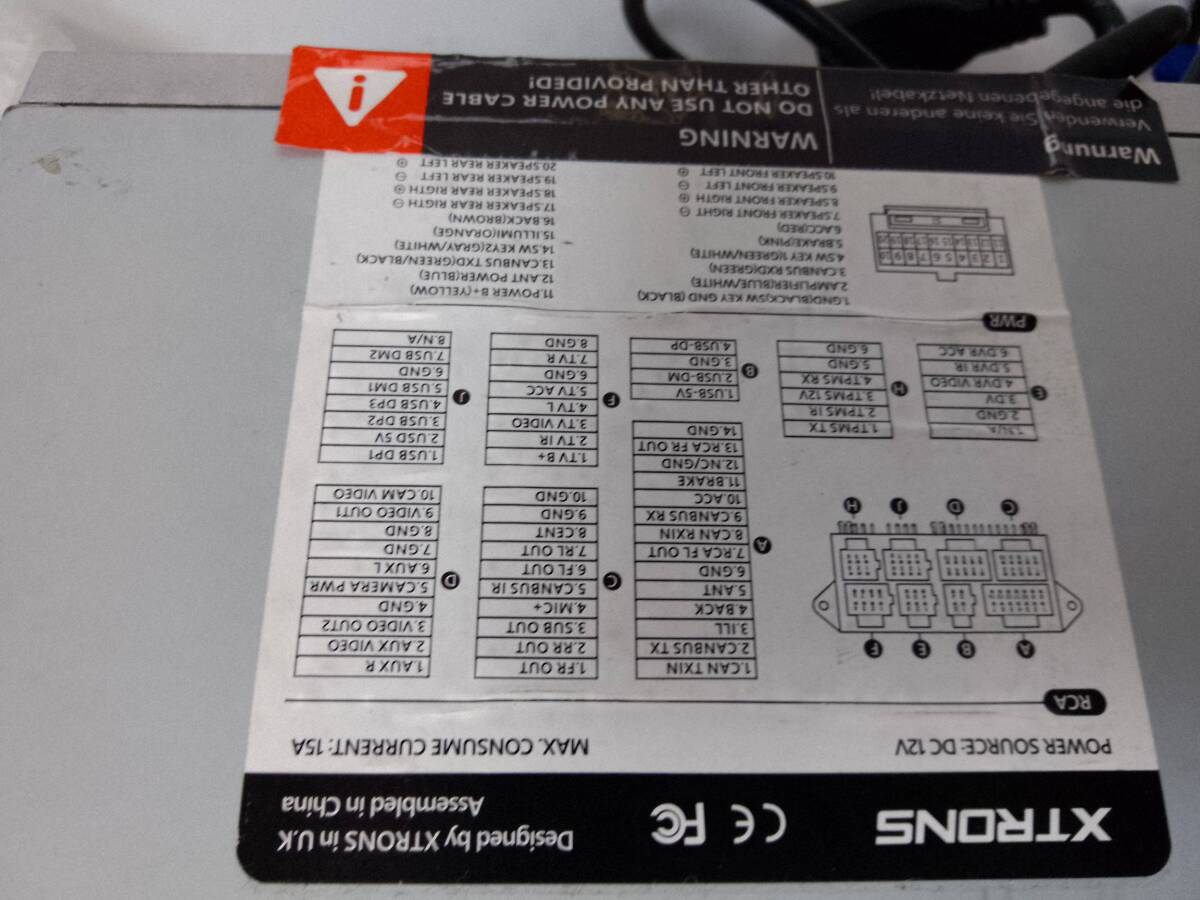 XTRONS
CE FC
Designed by XTRONS in U.K
Assembled in China
POWER SOURCE: DC 12V
MAX. CONSUME CURRENT: 15A
RCA
A
B
E
F
C
D
J
H
A
1.CAN TXIN
2.CANBUS TX
3.ILL
4.BACK
5.ANT
6.GND
7.RCA FL OUT
8.CAN RXIN
9.CANBUS RX
10.ACC
11.BRAKE
12.NC/GND
13.RCA FR OUT
14.GND
C
1.FR OUT
2.RR OUT
3.SUB OUT
4.MIC+
5.CANBUS IR
6.FL OUT
7.RL OUT
8.CENT
9.GND
10.GND
D
1.AUX R
2.AUX VIDEO
3.VIDEO OUT2
4.GND
5.CAMERA PWR
6.AUX L
7.GND
8.GND
9.VIDEO OUT1
10.CAM VIDEO
E
1.N/A
2.GND
3.DV
4.DVR VIDEO
5.DVR IR
6.DVR ACC
H
1.TPMS TX
2.TPMS IR
3.TPMS 12V
4.TPMS RX
5.GND
6.GND
B
1.USB-5V
2.USB-DM
3.GND
4.USB-DP
F
1.TV B+
2.TV IR
3.TV VIDEO
4.TV L
5.TV ACC
6.GND
7.TV R
8.GND
J
1.USB DP1
2.USD 5V
3.USB DP2
4.USB DP3
5.USB DM1
6.GND
7.USB DM2
8.N/A
PWR
1.GND(BLACK)SW KEY GND (BLACK)
2.AMPLIFIER(BLUE/WHITE)
3.CANBUS RXD(GREEN)
4.SW KEY 1(GREEN/WHITE)
5.BRAKE(PINK)
6.ACC(RED)
7.SPEAKER FRONT RIGHT ⊖
8.SPEAKER FRONT RIGTH ⊕
9.SPEAKER FRONT LEFT ⊖
10.SPEAKER FRONT LEFT ⊕
11.POWER B+(YELLOW)
12.ANT POWER(BLUE)
13.CANBUS TXD(GREEN/BLACK)
14.SW KEY2(GRAY/WHITE)
15.ILLUMI(ORANGE)
16.BACK(BROWN)
17.SPEAKER REAR RIGTH ⊖
18.SPEAKER REAR RIGTH ⊕
19.SPEAKER REAR LEFT ⊖
20.SPEAKER REAR LEFT ⊕
Warnung
Verwenden Sie keine anderen als
die angegebenen Netzkabel!
WARNING
DO NOT USE ANY POWER CABLE
OTHER THAN PROVIDED!